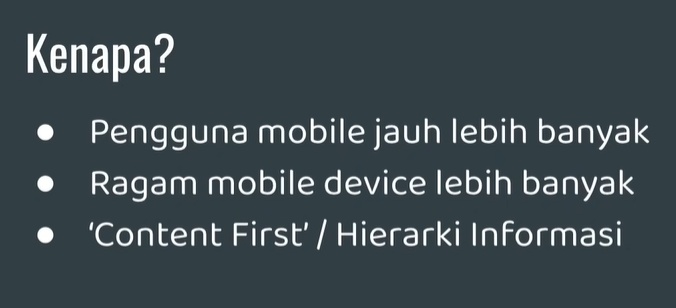 Kenapa?
● Pengguna mobile jauh lebih banyak
● Ragam mobile device lebih banyak
● ‘Content First’ / Hierarki Informasi